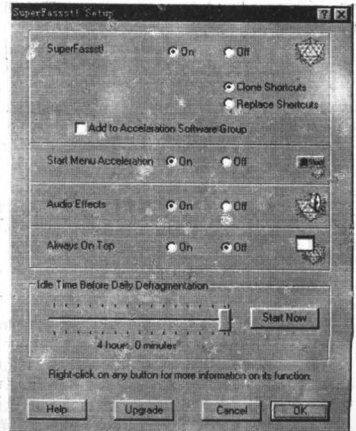 SuperFassst! Setup
SuperFassst! On Off
Clone Shortcuts
Replace Shortcuts
Add to Acceleration Software Group
Start Menu Acceleration On Off
Audio Effects On Off
Always On Top On Off
Idle Time Before Daily Defragmentation
Start Now
4 hours, 0 minutes
Right-click on any button for more information on its function.
Help Upgrade Cancel OK